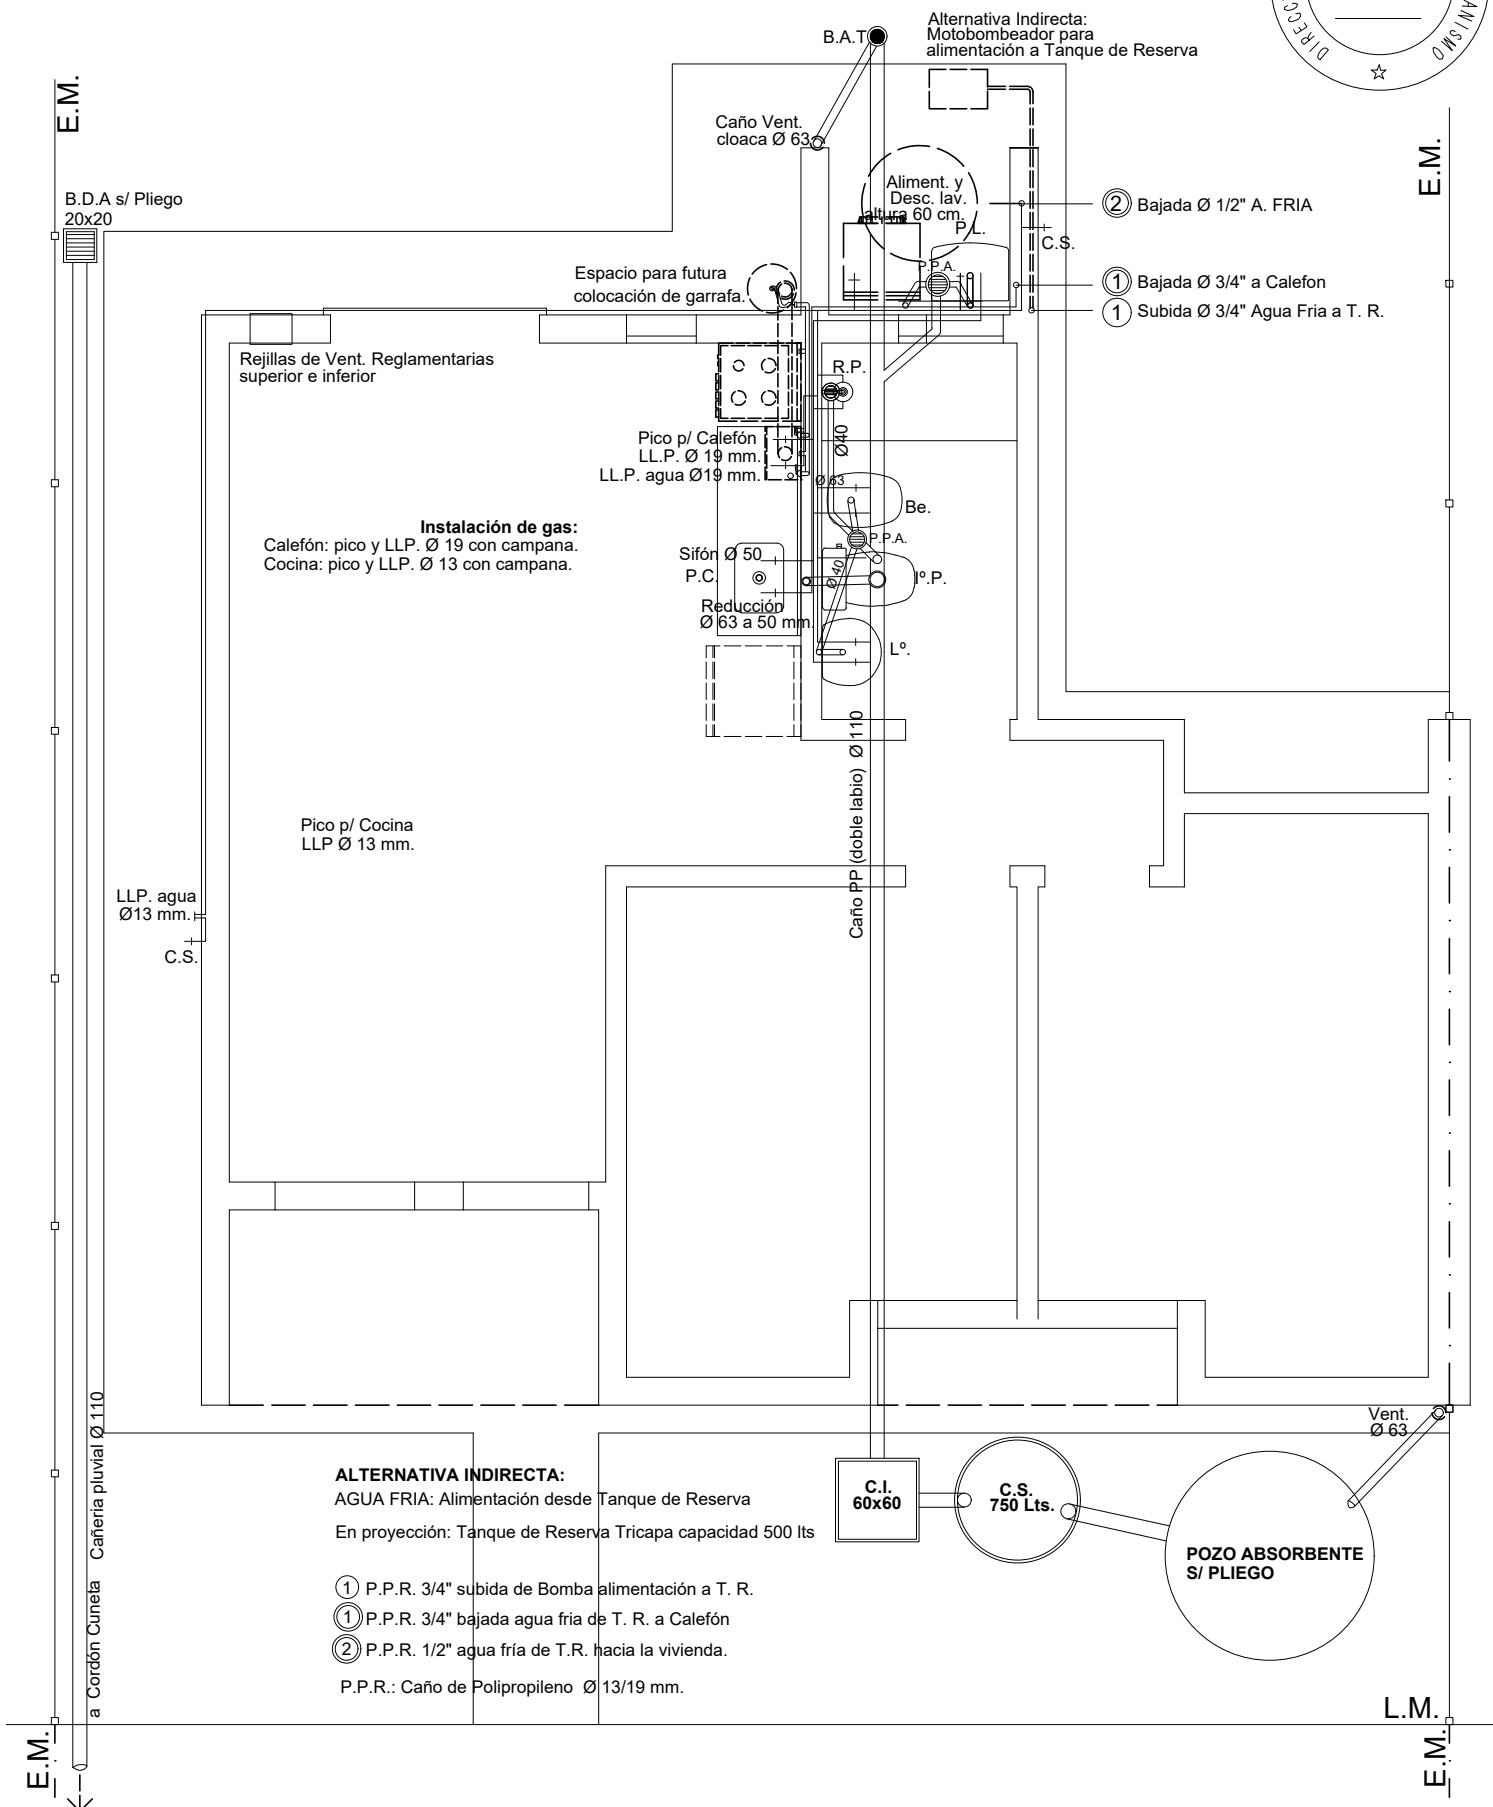 Alternativa Indirecta:
Motobombeador para
alimentación a Tanque de Reserva
B.A.T
NISMO
E.M.
Caño Vent.
cloaca Ø 63
E.M.
B.D.A s/ Pliego
20x20
Aliment. y
Desc. lav.
altura 60 cm.
P.L.
2 Bajada Ø 1/2" A. FRIA
C.S.
P.P.A.
1 Bajada Ø 3/4" a Calefon
1 Subida Ø 3/4" Agua Fria a T. R.
Espacio para futura
colocación de garrafa.
Rejillas de Vent. Reglamentarias
superior e inferior
R.P.
Ø40
Pico p/ Calefón
LL.P. Ø 19 mm.
LL.P. agua Ø19 mm.
Ø 63
Be.
Instalación de gas:
Calefón: pico y LLP. Ø 19 con campana.
Cocina: pico y LLP. Ø 13 con campana.
P.P.A.
Sifón Ø 50
P.C.
Ø 40
Iº.P.
Reducción
Ø 63 a 50 mm.
Lº.
Caño PP (doble labio) Ø 110
Pico p/ Cocina
LLP Ø 13 mm.
LLP. agua
Ø13 mm.
C.S.
Vent.
Ø 63
a Cordón Cuneta Cañeria pluvial Ø 110
ALTERNATIVA INDIRECTA:
AGUA FRIA: Alimentación desde Tanque de Reserva
En proyección: Tanque de Reserva Tricapa capacidad 500 lts
C.I.
60x60
C.S.
750 Lts.
POZO ABSORBENTE
S/ PLIEGO
1 P.P.R. 3/4" subida de Bomba alimentación a T. R.
1 P.P.R. 3/4" bajada agua fria de T. R. a Calefón
2 P.P.R. 1/2" agua fría de T.R. hacia la vivienda.
P.P.R.: Caño de Polipropileno Ø 13/19 mm.
L.M.
E.M.
E.M.